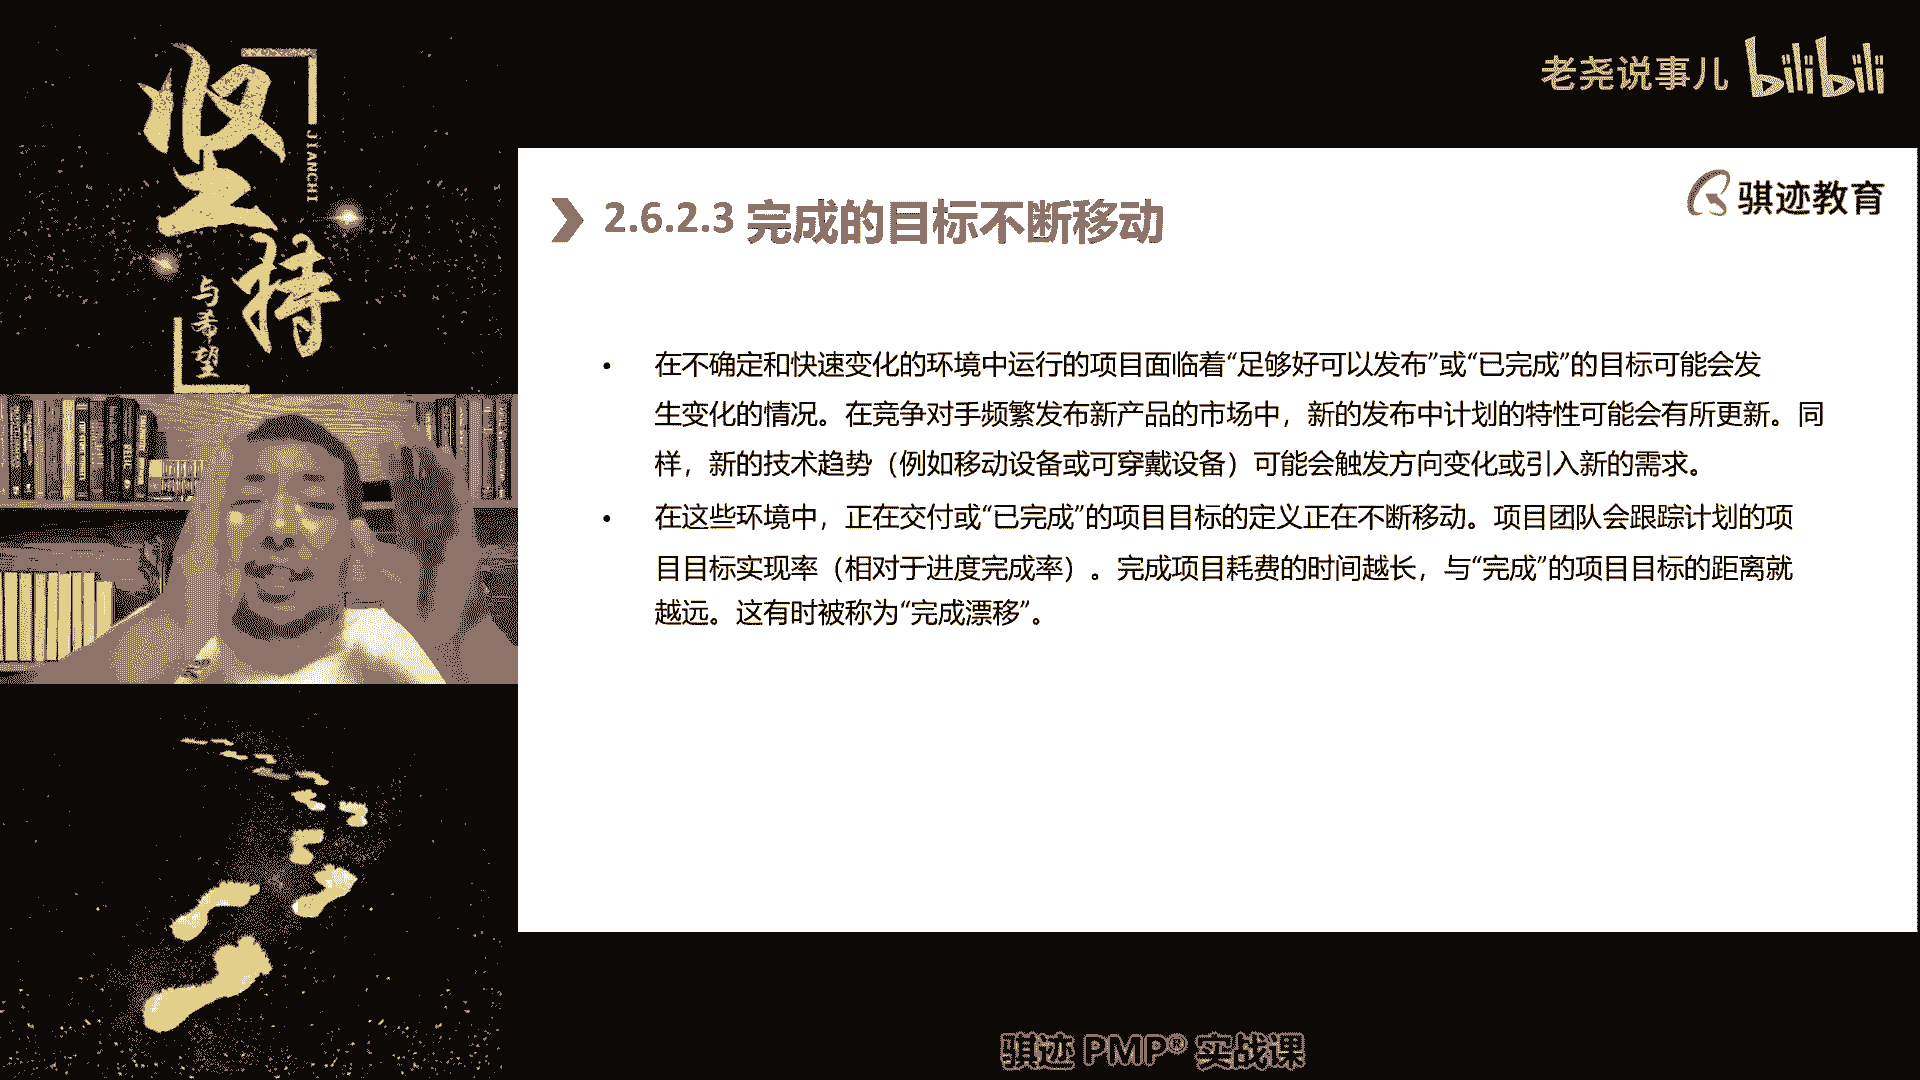 坚持
JIANCHI
与希望
老尧说事儿 bilibili
骐迹教育
2.6.2.3 完成的目标不断移动
• 在不确定和快速变化的环境中运行的项目面临着“足够好可以发布”或“已完成”的目标可能会发
生变化的情况。在竞争对手频繁发布新产品的市场中，新的发布中计划的特性可能会有所更新。同
样，新的技术趋势（例如移动设备或可穿戴设备）可能会触发方向变化或引入新的需求。
• 在这些环境中，正在交付或“已完成”的项目目标的定义正在不断移动。项目团队会跟踪计划的项
目目标实现率（相对于进度完成率）。完成项目耗费的时间越长，与“完成”的项目目标的距离就
越远。这有时被称为“完成漂移”。
骐迹 PMP® 实战课